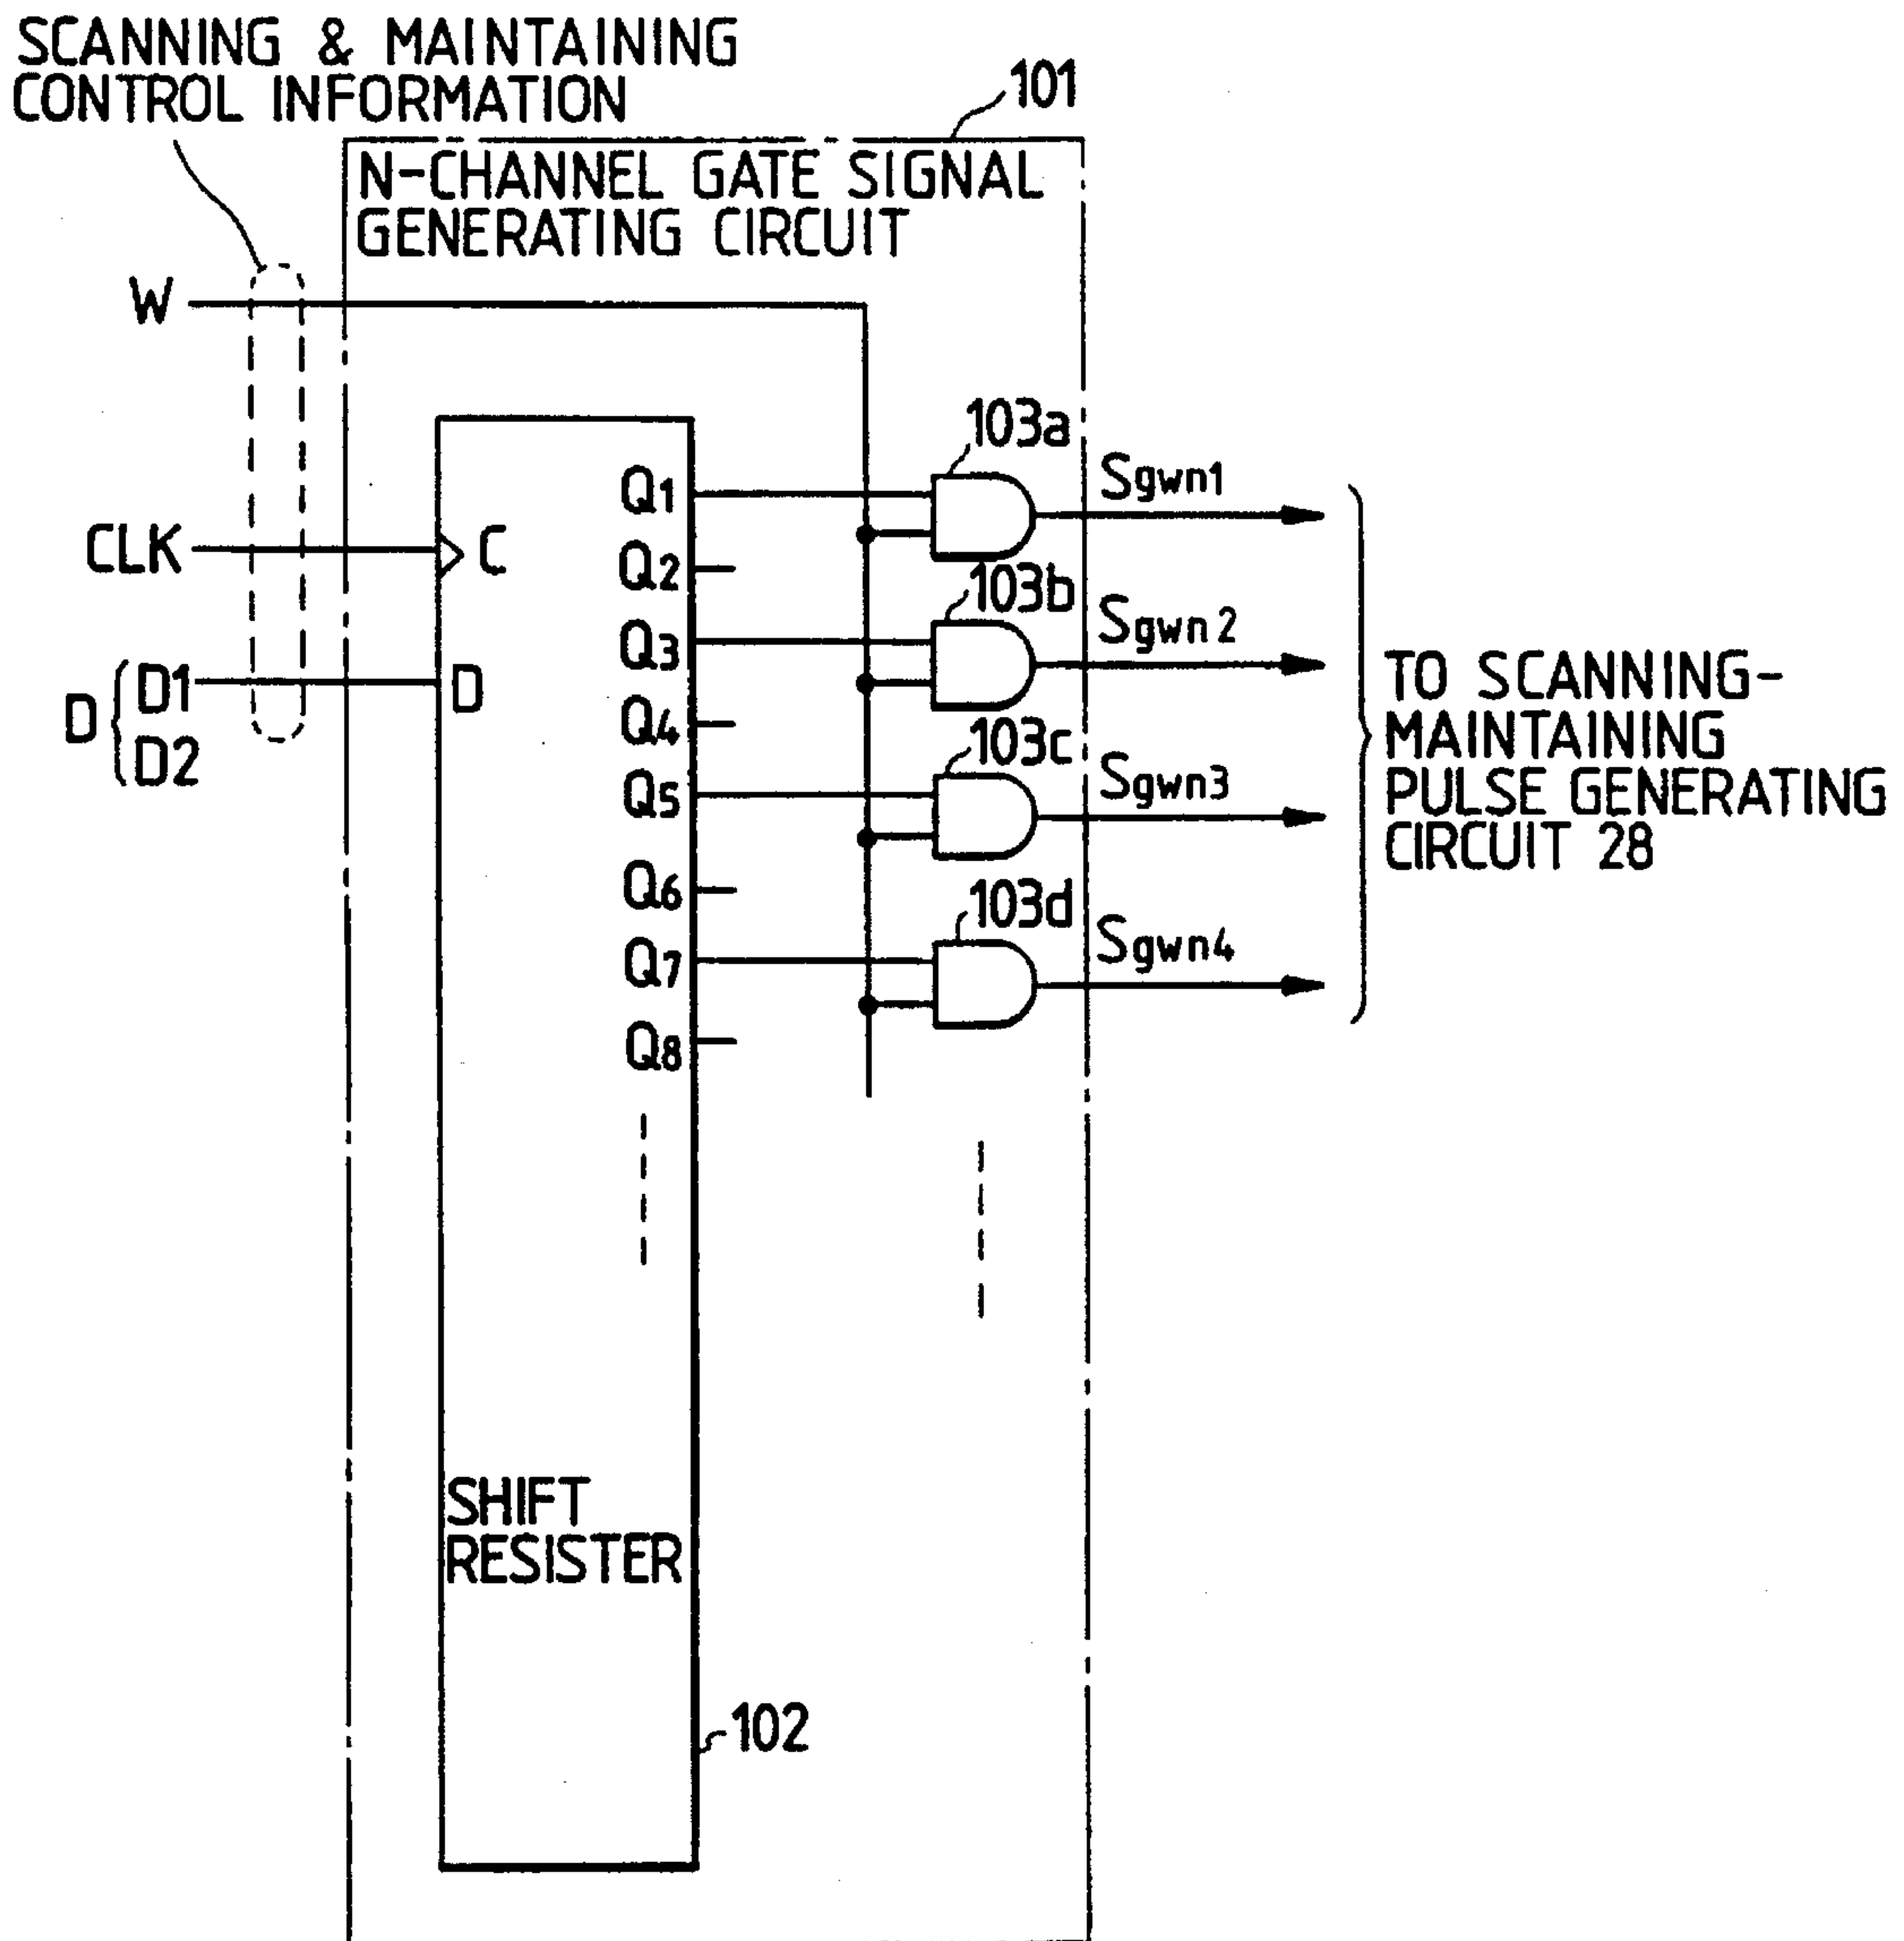 SCANNING & MAINTAINING
CONTROL INFORMATION
101
N-CHANNEL GATE SIGNAL
GENERATING CIRCUIT
W
103a
Q1
Sgwn1
CLK
C
Q2
103b
Sgwn2
Q3
D
D1
D2
D
Q4
103c
TO SCANNING-
MAINTAINING
PULSE GENERATING
CIRCUIT 28
Q5
Sgwn3
Q6
103d
Sgwn4
Q7
Q8
SHIFT
RESISTER
102